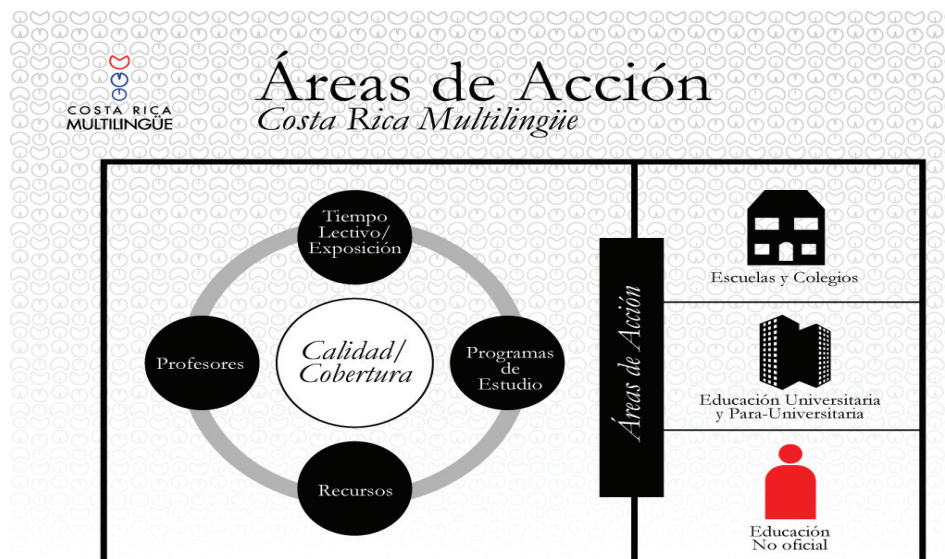 COSTA RICA
MULTILINGÜE
Áreas de Acción
Costa Rica Multilingüe
Tiempo
Lectivo/
Exposición
Profesores
Calidad/
Cobertura
Programas
de
Estudio
Recursos
Áreas de Acción
Escuelas y Colegios
Educación Universitaria
y Para-Universitaria
Educación
No oficial